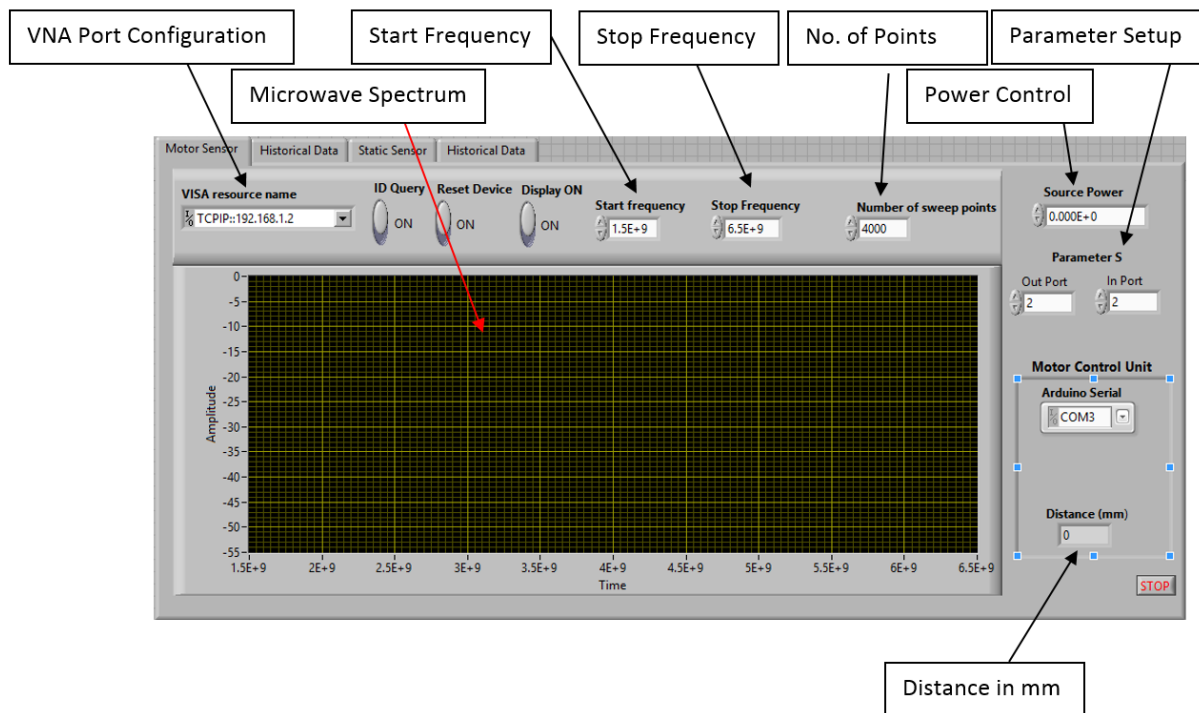 VNA Port Configuration
Start Frequency
Stop Frequency
No. of Points
Parameter Setup
Microwave Spectrum
Power Control
Motor Sensor
Historical Data
Static Sensor
Historical Data
VISA resource name
TCPIP::192.168.1.2
ID Query
ON
Reset Device
ON
Display ON
ON
Start frequency
1.5E+9
Stop Frequency
6.5E+9
Number of sweep points
4000
Source Power
0.000E+0
Parameter S
Out Port
2
In Port
2
Amplitude
0
-5
-10
-15
-20
-25
-30
-35
-40
-45
-50
-55
1.5E+9
2E+9
2.5E+9
3E+9
3.5E+9
4E+9
4.5E+9
5E+9
5.5E+9
6E+9
6.5E+9
Time
Motor Control Unit
Arduino Serial
COM3
Distance (mm)
0
STOP
Distance in mm